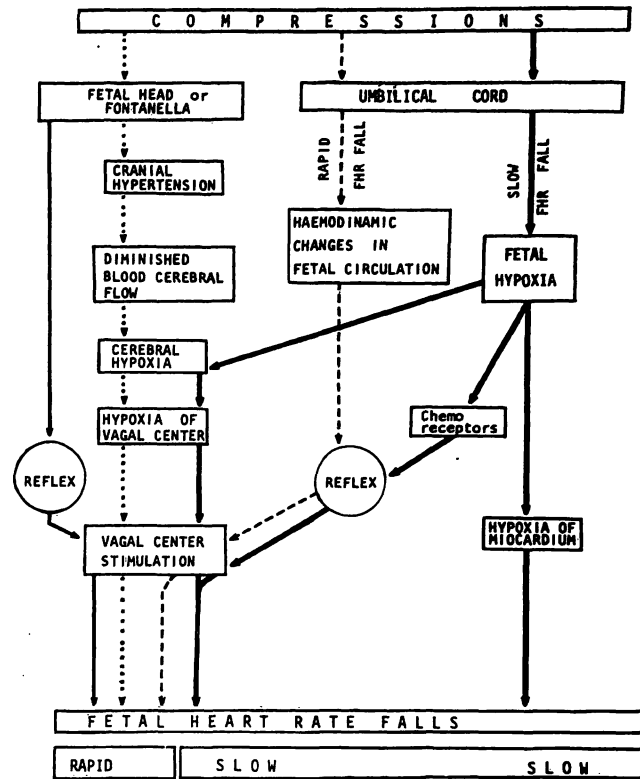 COMPRESSIONS
FETAL HEAD or
FONTANELLA
UMBILICAL CORD
RAPID
FHR FALL
SLOW
FHR FALL
CRANIAL
HYPERTENSION
HAEMODINAMIC
CHANGES IN
FETAL CIRCULATION
FETAL
HYPOXIA
DIMINISHED
BLOOD CEREBRAL
FLOW
CEREBRAL
HYPOXIA
HYPOXIA OF
VAGAL CENTER
Chemo
receptors
REFLEX
REFLEX
VAGAL CENTER
STIMULATION
HYPOXIA OF
MIOCARDIUM
FETAL HEART RATE FALLS
RAPID
SLOW
SLOW